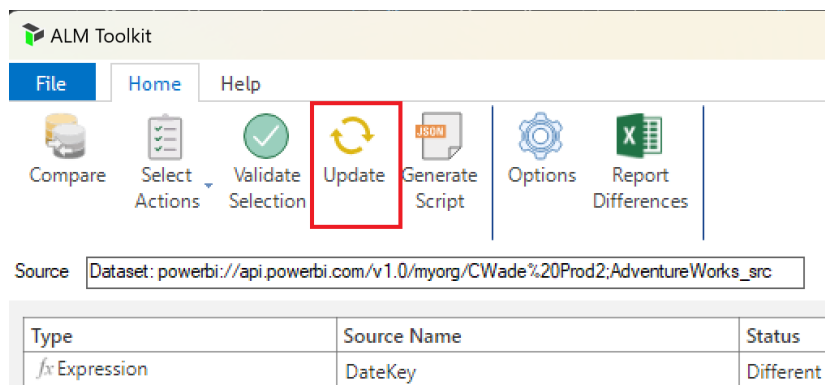 ALM Toolkit
File Home Help
Compare Select Actions Validate Selection Update Generate Script Options Report Differences
JSON
X
Source Dataset: powerbi://api.powerbi.com/v1.0/myorg/CWade%20Prod2;AdventureWorks_src
Type Source Name Status
fx Expression DateKey Different